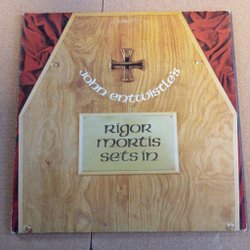 John Entwistle's
Rigor
mortis
sets in